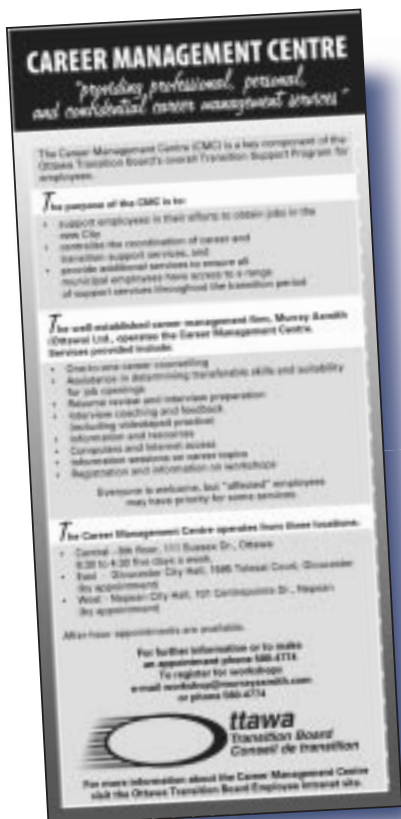 CAREER MANAGEMENT CENTRE
"providing professional, personal,
and confidential career management services"
The Career Management Centre (CMC) is a key component of the
Ottawa Transition Board's overall Transition Support Program for
employees.
The purpose of the CMC is to:
• support employees in their efforts to obtain jobs in the
new City
• centralize the coordination of career and
transition support services, and
• provide additional services to ensure all
municipal employees have access to a range
of support services throughout the transition period
The well established career management firm, Murray Axmith
(Ottawa) Ltd., operates the Career Management Centre.
Services provided include:
• One-to-one career counselling
• Assistance in determining transferable skills and suitability
for job openings
• Resume review and interview preparation
• Interview coaching and feedback
(including videotaped practice)
• Information and resources
• Computers and Internet access
• Information sessions on career topics
• Registration and information on workshops
Everyone is welcome, but "affected" employees
may have priority for some services
The Career Management Centre operates from three locations:
• Central - floor, 111 Sussex Dr., Ottawa
8:30 to 4:30 five days a week
• East - Gloucester City Hall, 1595 Telesat Court, Gloucester
(by appointment)
• West - Nepean City Hall, 101 Centrepointe Dr., Nepean
(by appointment)
After hour appointments are available.
For further information or to make
an appointment phone
To register for workshops
e-mail
or phone
ttawa
Transition Board
Conseil de transition
For more information about the Career Management Centre
visit the Ottawa Transition Board Employee Intranet site.